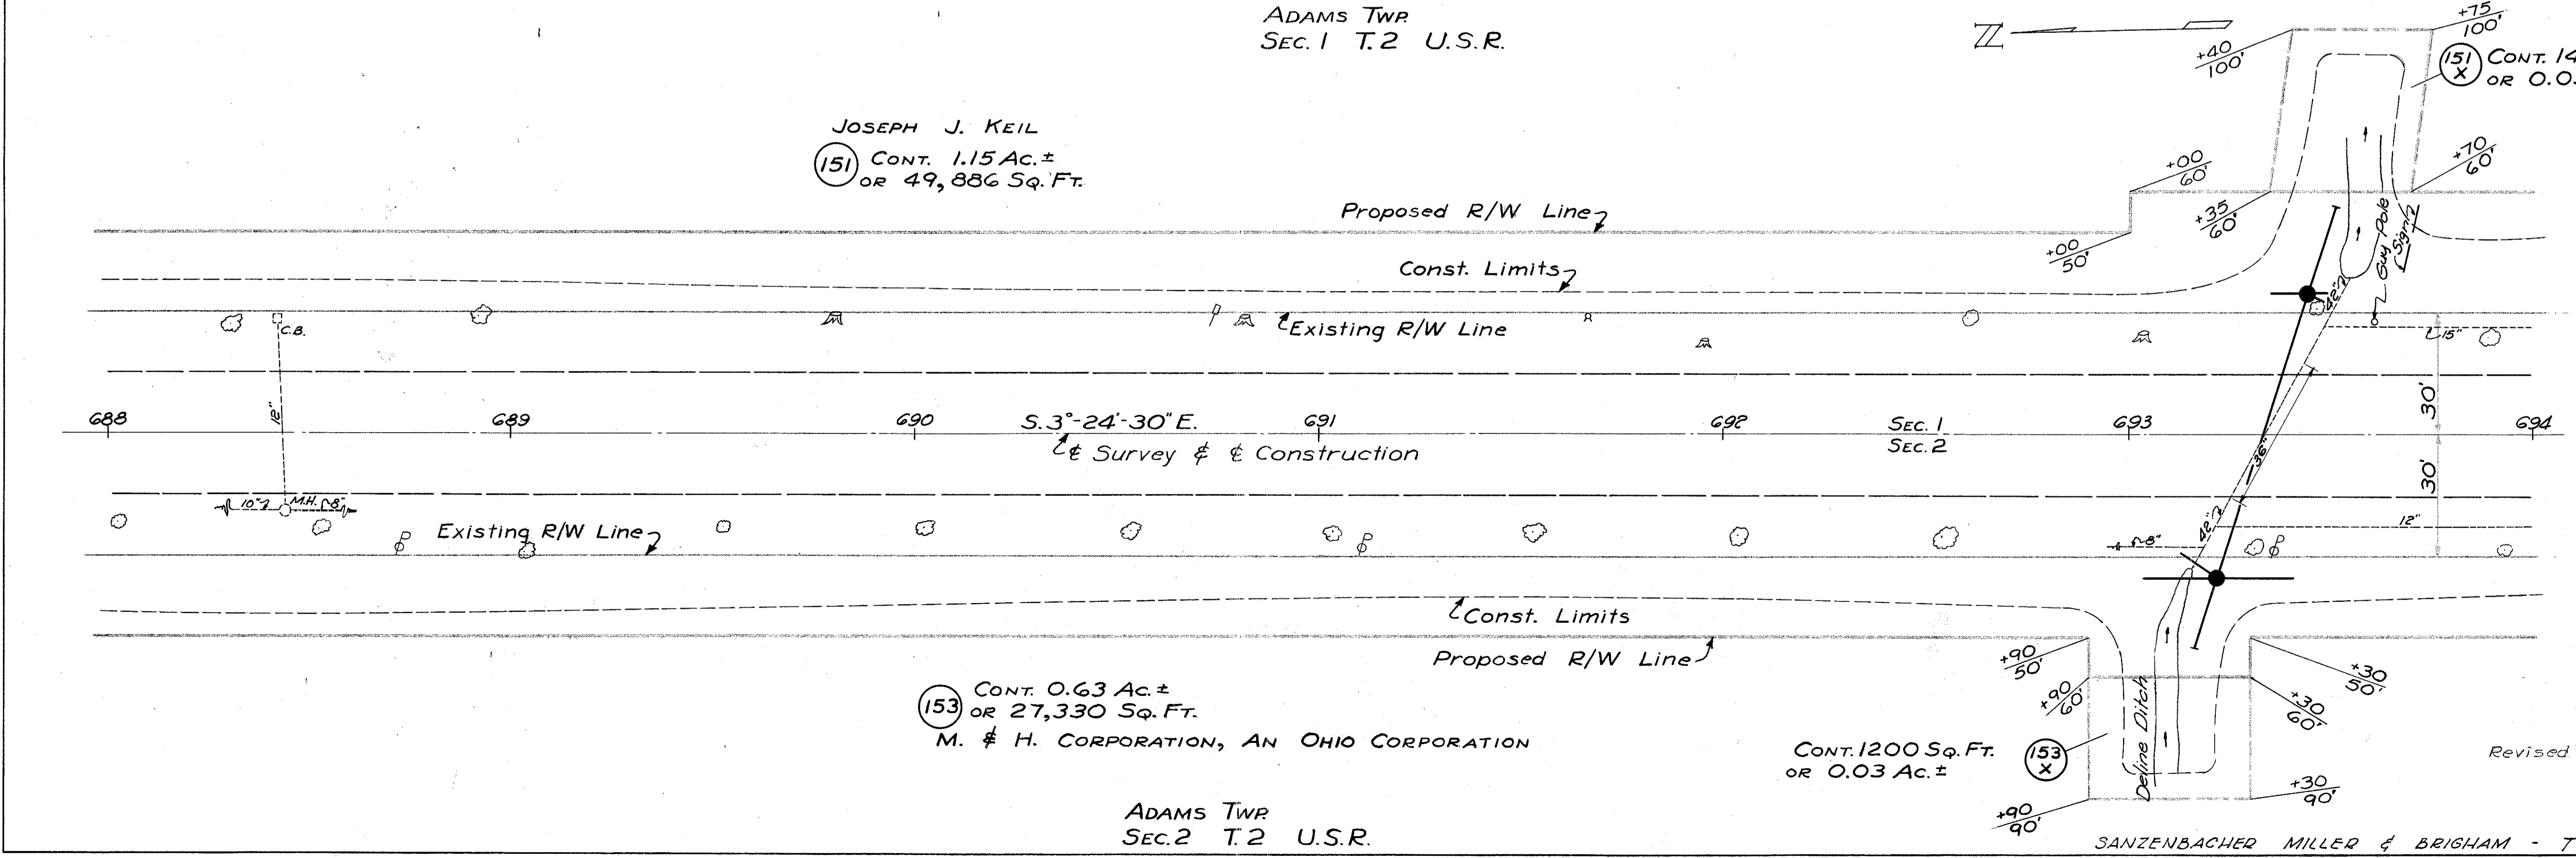 ADAMS TWP.
SEC. 1 T. 2 U.S.R.
Z
+40
100'
+75
100'
151
X
CONT. 14
OR 0.0
JOSEPH J. KEIL
151
CONT. 1.15 AC. ±
OR 49,886 SQ. FT.
+00
60'
+70
60'
+35
60'
+00
50'
Proposed R/W Line
Const. Limits
Guy Pole
Sign
42"
C.B.
Existing R/W Line
15"
12"
30'
688
689
690
S. 3°-24'-30" E.
691
692
SEC. 1
SEC. 2
693
694
℄ Survey & ℄ Construction
36"
30'
10"
M.H.
8"
42"
12"
Existing R/W Line
8"
Const. Limits
Proposed R/W Line
+90
50'
+90
60'
+30
50'
+30
60'
153
CONT. 0.63 AC. ±
OR 27,330 SQ. FT.
M. & H. CORPORATION, AN OHIO CORPORATION
CONT. 1200 SQ. FT.
OR 0.03 AC. ±
153
X
Deline Ditch
Revised
+30
90'
+90
90'
ADAMS TWP.
SEC. 2 T. 2 U.S.R.
SANZENBACHER MILLER & BRIGHAM - T